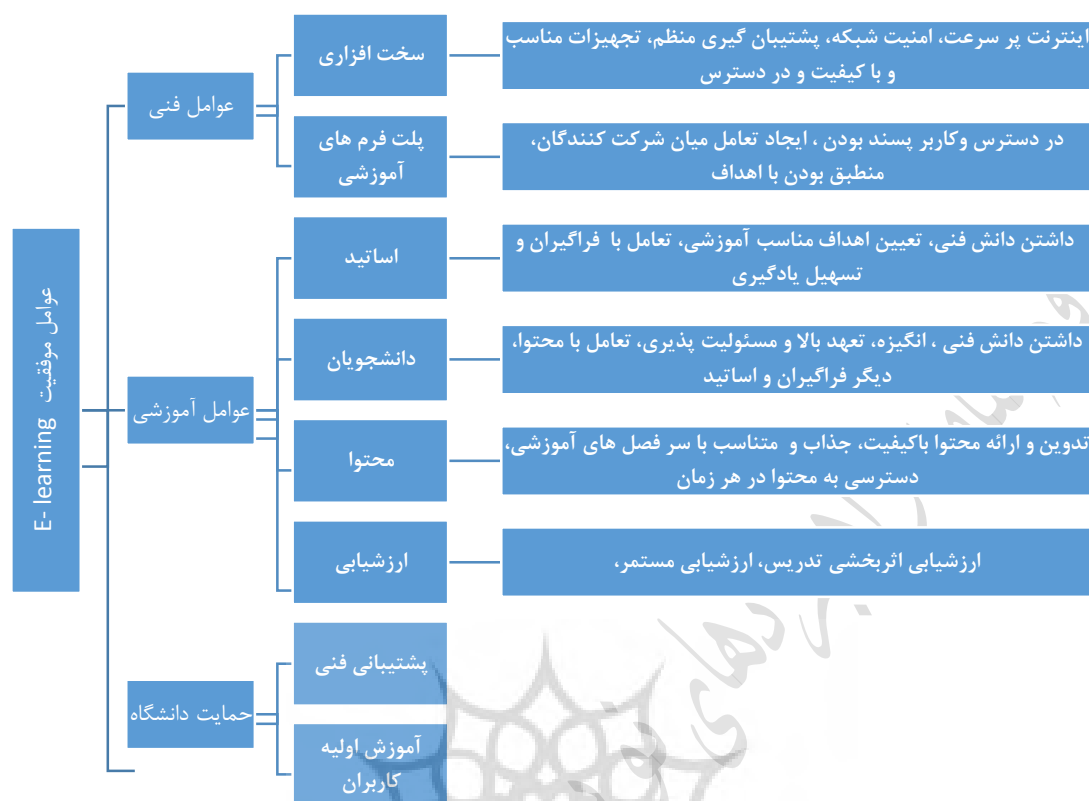 عوامل موفقیت E- learning
عوامل فنی
سخت افزاری
اینترنت پر سرعت، امنیت شبکه، پشتیبان گیری منظم، تجهیزات مناسب
و با کیفیت و در دسترس
پلت فرم های
آموزشی
در دسترس وکاربر پسند بودن ، ایجاد تعامل میان شرکت کنندگان،
منطبق بودن با اهداف
عوامل آموزشی
اساتید
داشتن دانش فنی، تعیین اهداف مناسب آموزشی، تعامل با فراگیران و
تسهیل یادگیری
دانشجویان
داشتن دانش فنی ، انگیزه، تعهد بالا و مسئولیت پذیری، تعامل با محتوا،
دیگر فراگیران و اساتید
محتوا
تدوین و ارائه محتوا باکیفیت، جذاب و متناسب با سر فصل های آموزشی،
دسترسی به محتوا در هر زمان
ارزشیابی
ارزشیابی اثربخشی تدریس، ارزشیابی مستمر،
حمایت دانشگاه
پشتیبانی فنی
آموزش اولیه
کاربران